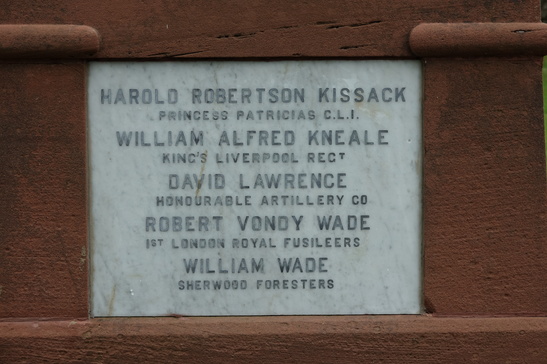 HAROLD ROBERTSON KISSACK
PRINCESS PATRICIAS C.L.I.
WILLIAM ALFRED KNEALE
KING'S LIVERPOOL REGT
DAVID LAWRENCE
HONOURABLE ARTILLERY CO
ROBERT VONDY WADE
1ST LONDON ROYAL FUSILEERS
WILLIAM WADE
SHERWOOD FORESTERS